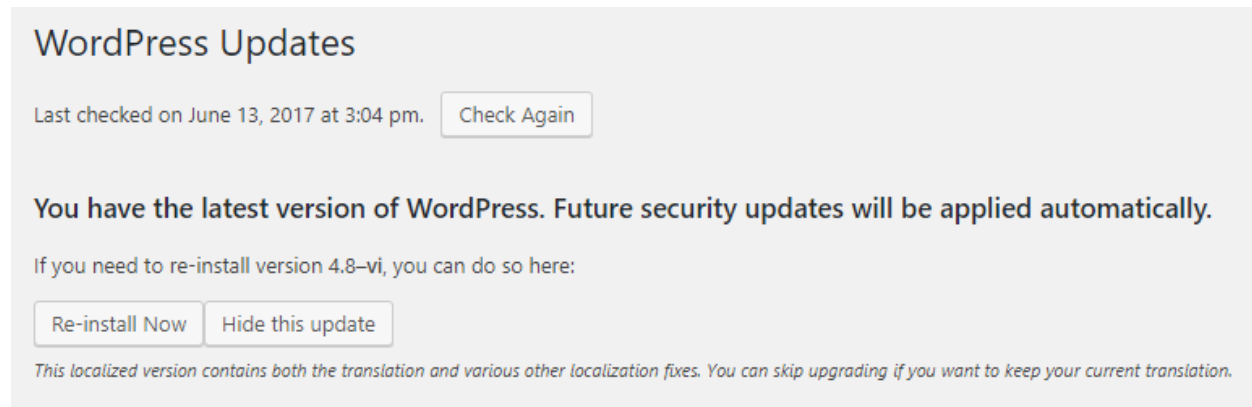 WordPress Updates
Last checked on June 13, 2017 at 3:04 pm. Check Again
You have the latest version of WordPress. Future security updates will be applied automatically.
If you need to re-install version 4.8–vi, you can do so here:
Re-install Now Hide this update
This localized version contains both the translation and various other localization fixes. You can skip upgrading if you want to keep your current translation.